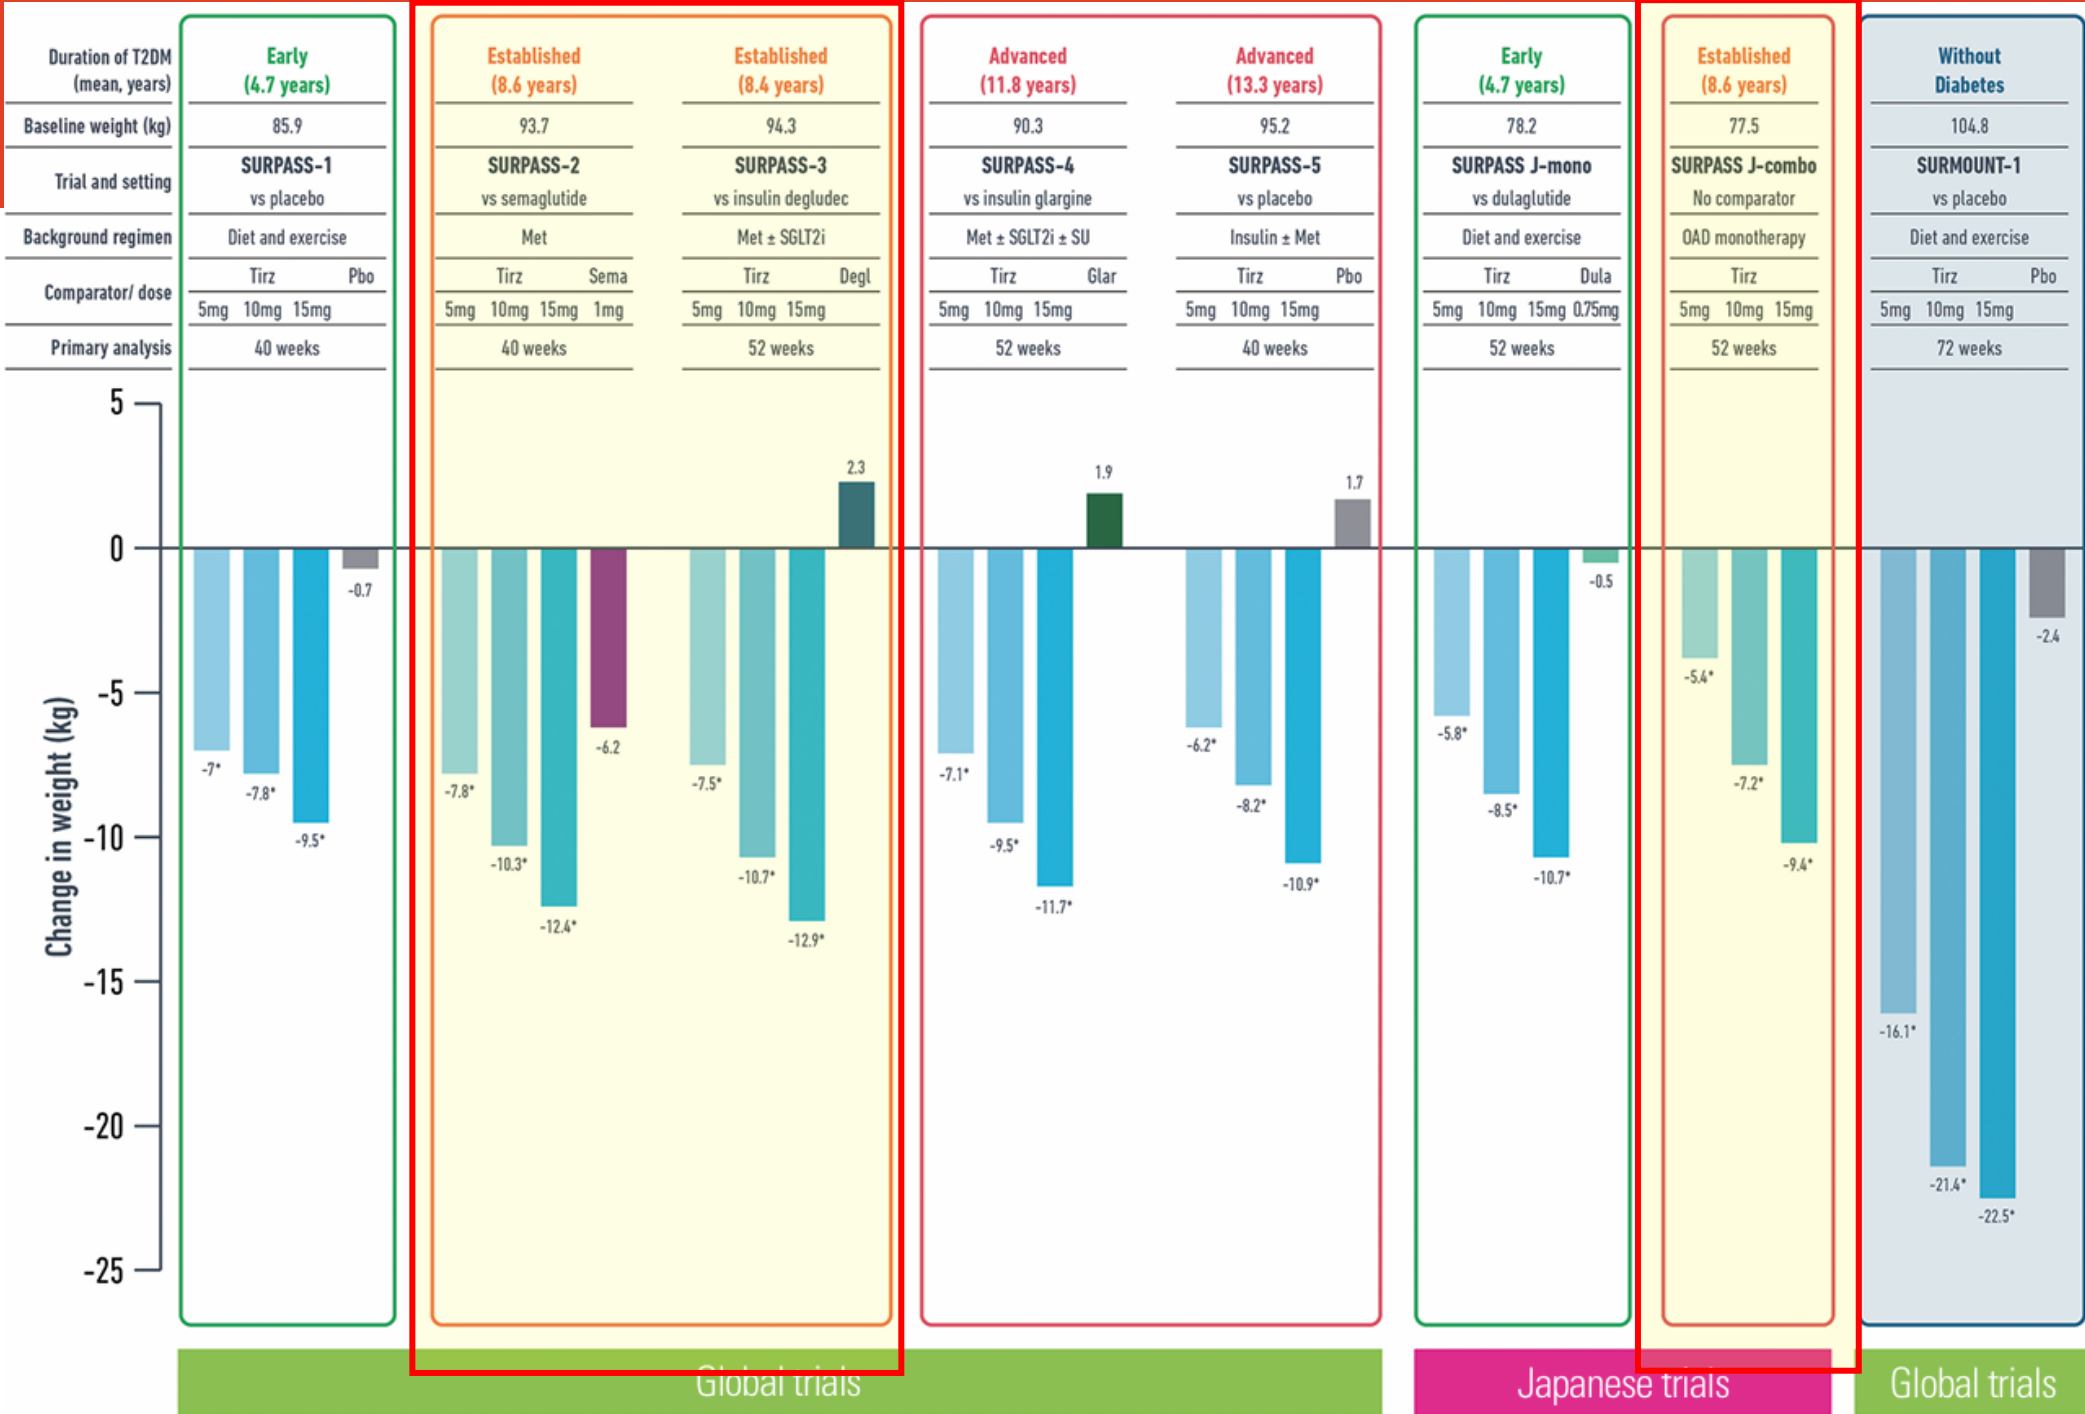 Duration of T2DM
(mean, years)
Early
(4.7 years)
Established
(8.6 years)
Established
(8.4 years)
Advanced
(11.8 years)
Advanced
(13.3 years)
Early
(4.7 years)
Established
(8.6 years)
Without
Diabetes
Baseline weight (kg)
85.9
93.7
94.3
90.3
95.2
78.2
77.5
104.8
Trial and setting
SURPASS-1
vs placebo
SURPASS-2
vs semaglutide
SURPASS-3
vs insulin degludec
SURPASS-4
vs insulin glargine
SURPASS-5
vs placebo
SURPASS J-mono
vs dulaglutide
SURPASS J-combo
No comparator
SURMOUNT-1
vs placebo
Background regimen
Diet and exercise
Met
Met ± SGLT2i
Met ± SGLT2i ± SU
Insulin ± Met
Diet and exercise
OAD monotherapy
Diet and exercise
Comparator/ dose
Tirz Pbo
5mg 10mg 15mg
Tirz Sema
5mg 10mg 15mg 1mg
Tirz Degl
5mg 10mg 15mg
Tirz Glar
5mg 10mg 15mg
Tirz Pbo
5mg 10mg 15mg
Tirz Dula
5mg 10mg 15mg 0.75mg
Tirz
5mg 10mg 15mg
Tirz Pbo
5mg 10mg 15mg
Primary analysis
40 weeks
40 weeks
52 weeks
52 weeks
40 weeks
52 weeks
52 weeks
72 weeks
Change in weight (kg)
5
0
-5
-10
-15
-20
-25
-7*
-7.8*
-9.5*
-0.7
-7.8*
-10.3*
-12.4*
-6.2
-7.5*
-10.7*
-12.9*
2.3
-7.1*
-9.5*
-11.7*
1.9
-6.2*
-8.2*
-10.9*
1.7
-5.8*
-8.5*
-10.7*
-0.5
-5.4*
-7.2*
-9.4*
-16.1*
-21.4*
-22.5*
-2.4
Global trials
Japanese trials
Global trials